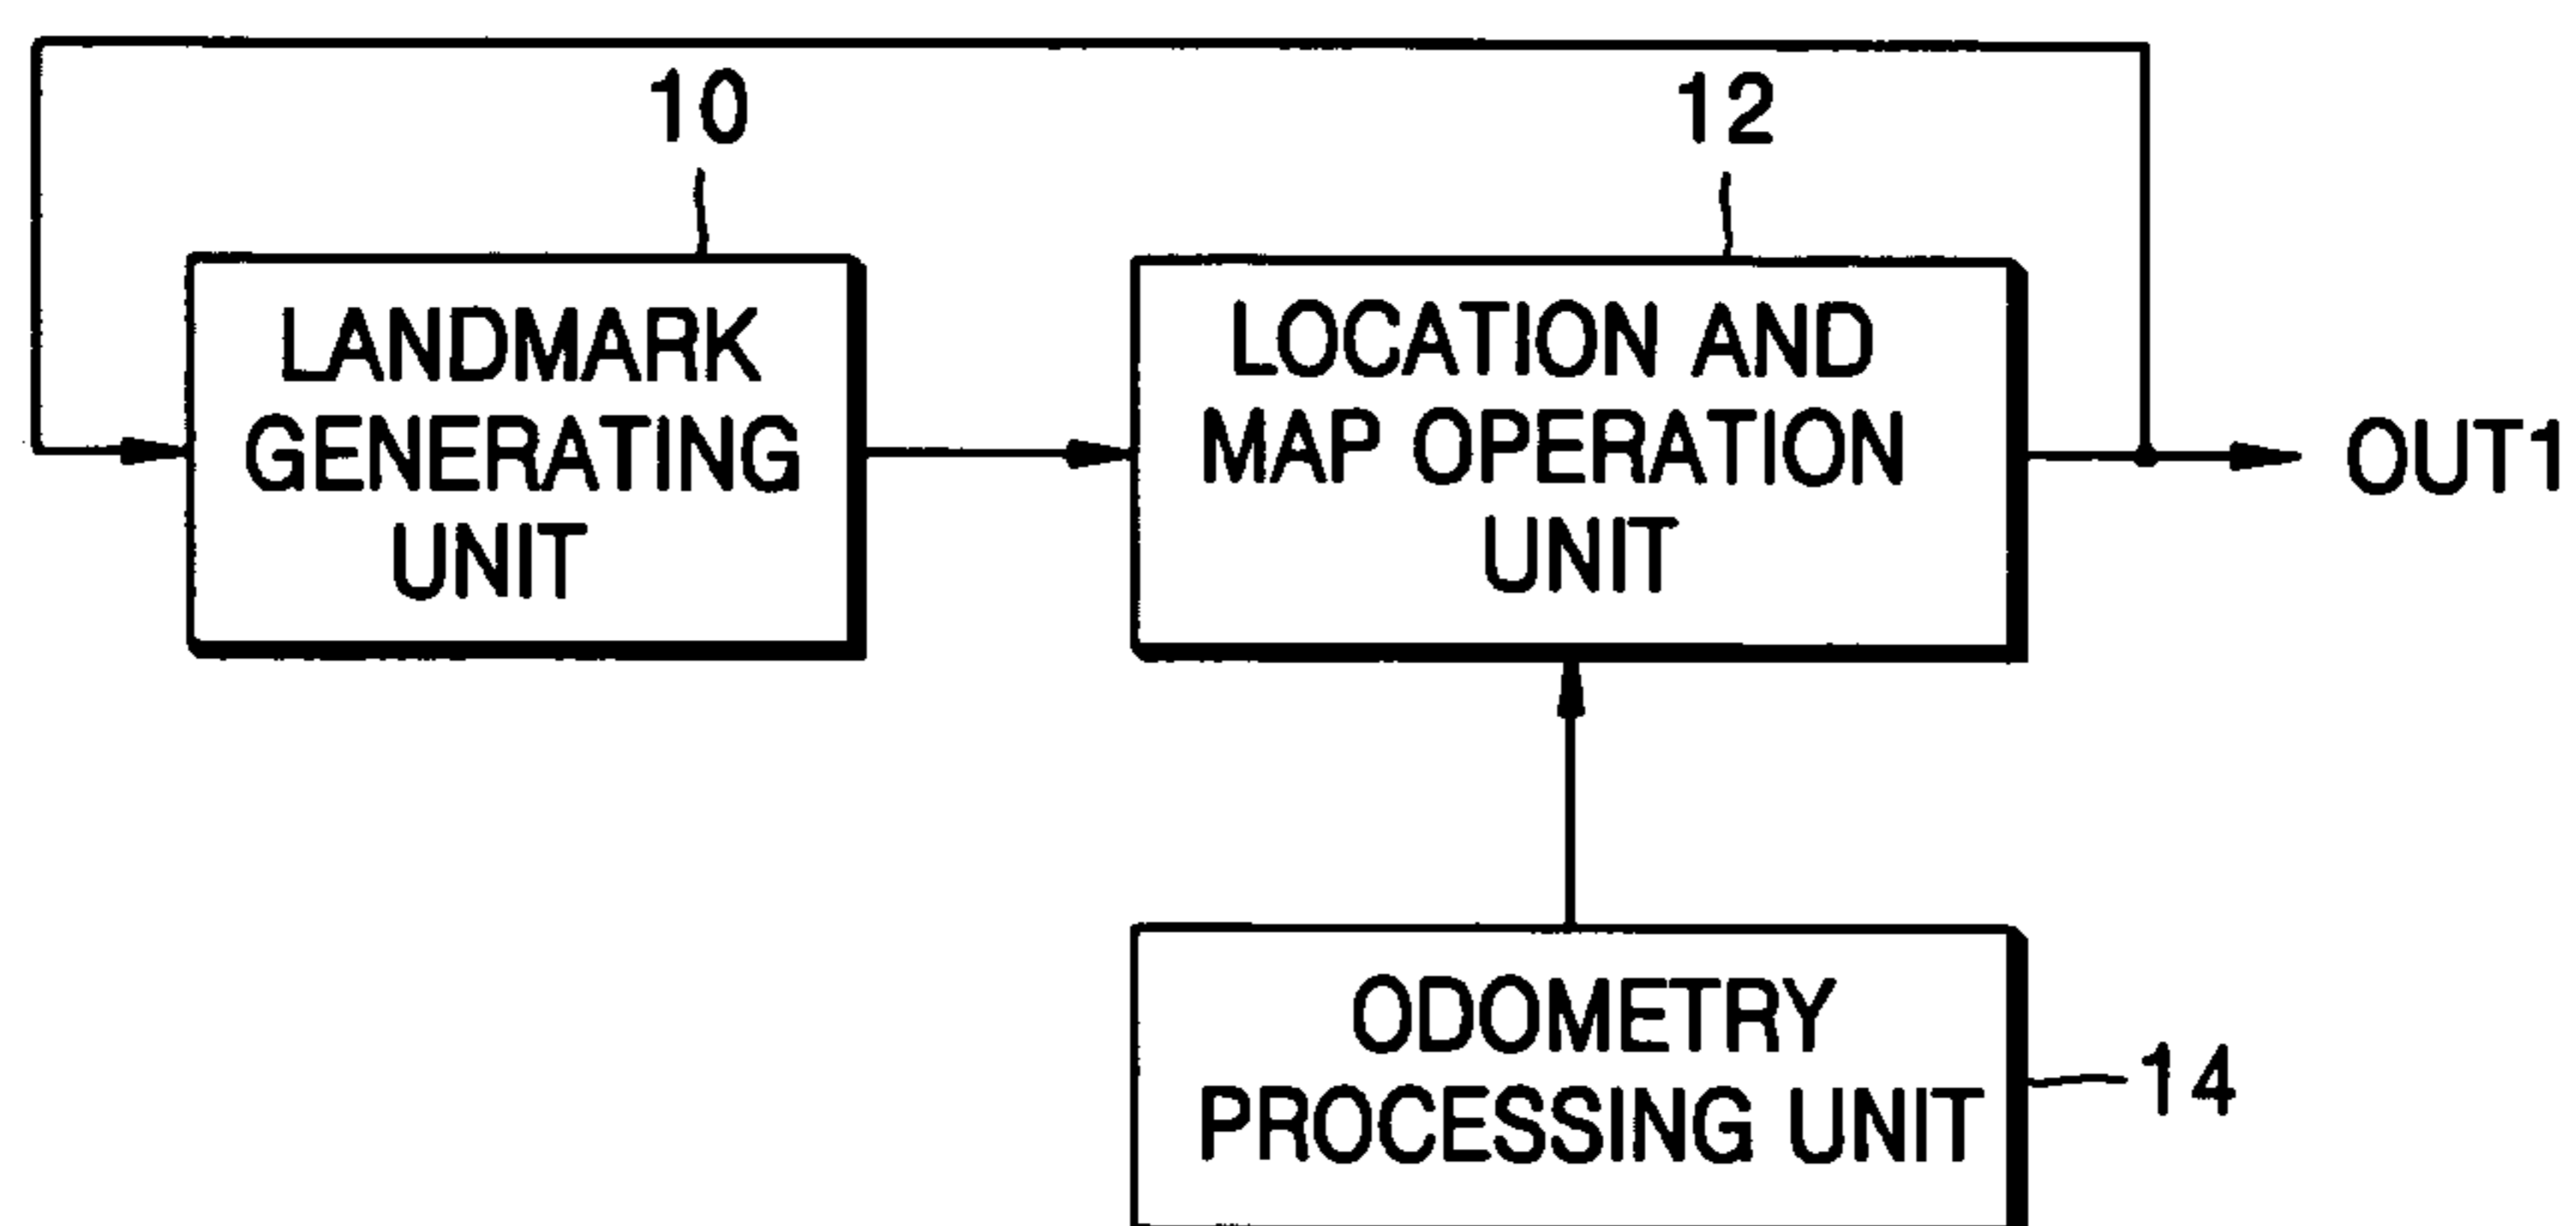 10
12
LANDMARK
GENERATING
UNIT
LOCATION AND
MAP OPERATION
UNIT
OUT1
ODOMETRY
PROCESSING UNIT
14